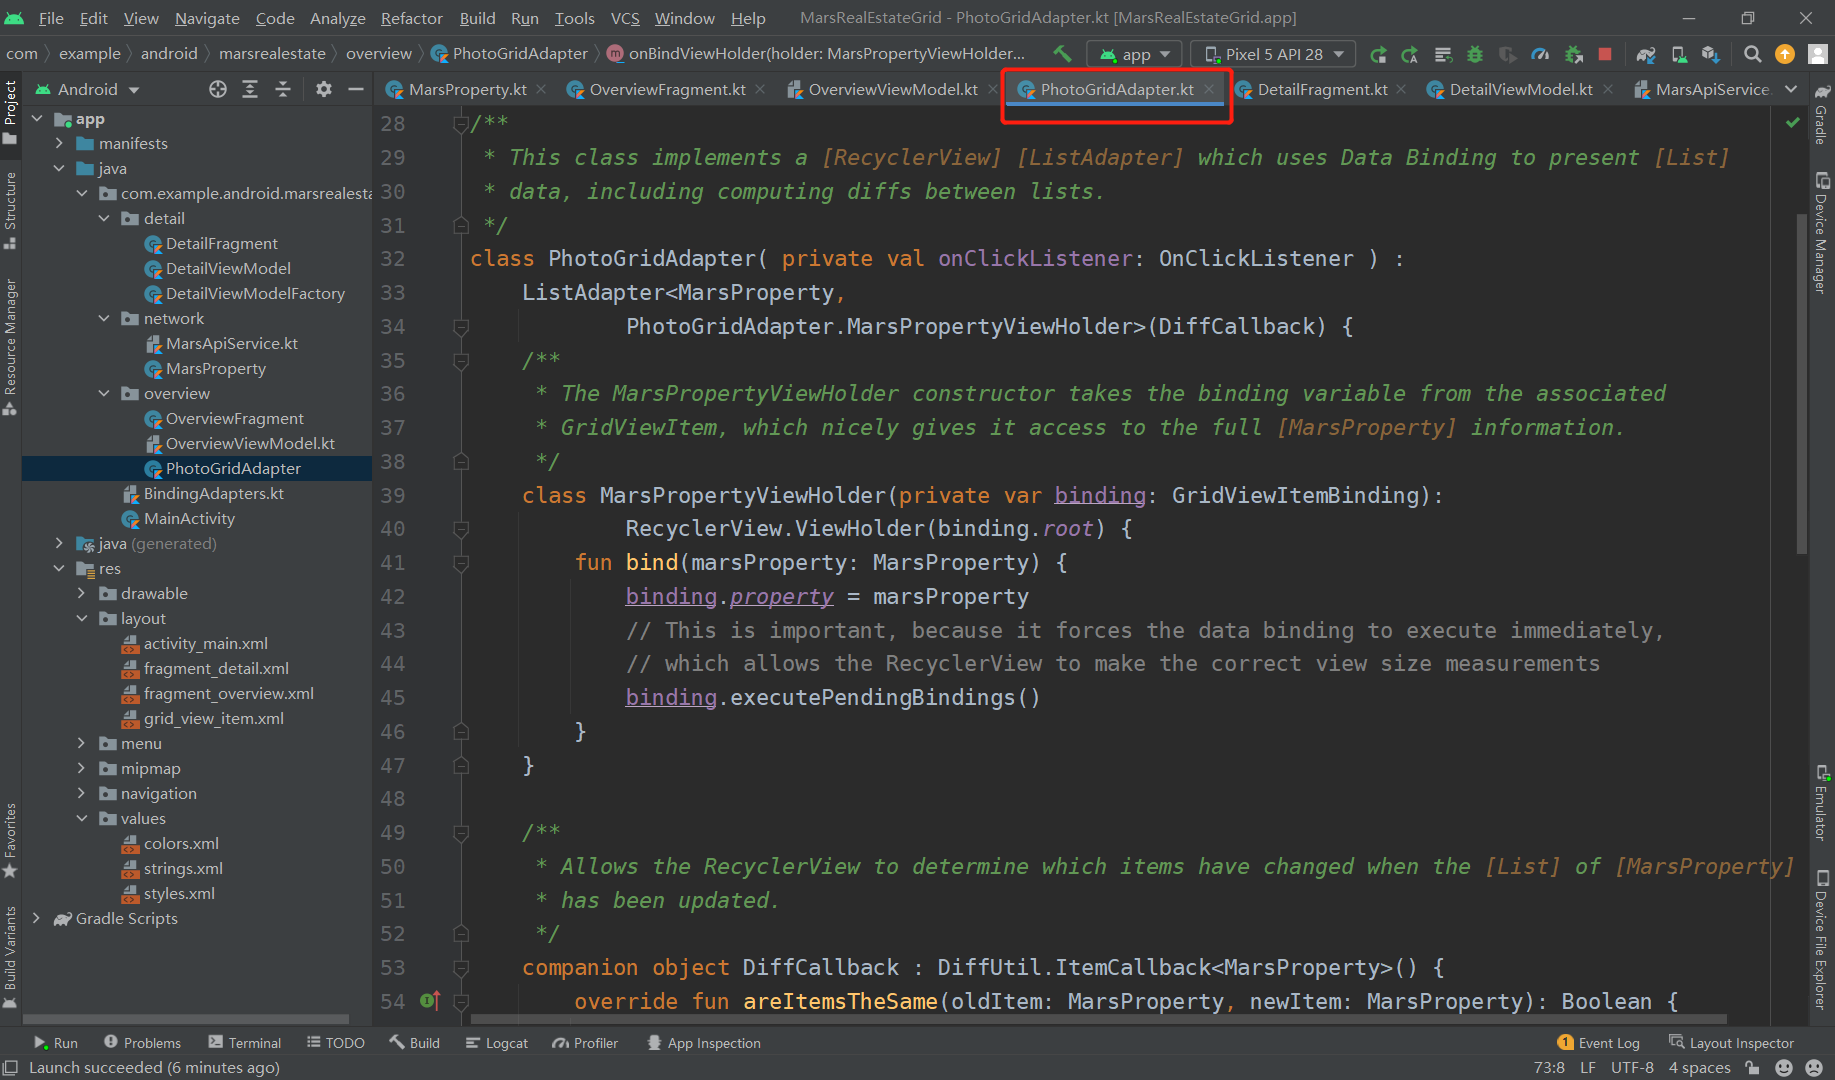 File Edit View Navigate Code Analyze Refactor Build Run Tools VCS Window Help MarsRealEstateGrid - PhotoGridAdapter.kt [MarsRealEstateGrid.app]
com example android marsrealestate overview PhotoGridAdapter m onBindViewHolder(holder: MarsPropertyViewHolder... app Pixel 5 API 28
Android MarsProperty.kt OverviewFragment.kt OverviewViewModel.kt PhotoGridAdapter.kt DetailFragment.kt DetailViewModel.kt MarsApiService.
Project
Structure
Resource Manager
Favorites
Build Variants
app
manifests
java
com.example.android.marsrealesta
detail
DetailFragment
DetailViewModel
DetailViewModelFactory
network
MarsApiService.kt
MarsProperty
overview
OverviewFragment
OverviewViewModel.kt
PhotoGridAdapter
BindingAdapters.kt
MainActivity
java (generated)
res
drawable
layout
activity_main.xml
fragment_detail.xml
fragment_overview.xml
grid_view_item.xml
menu
mipmap
navigation
values
colors.xml
strings.xml
styles.xml
Gradle Scripts
28 /**
29 * This class implements a [RecyclerView] [ListAdapter] which uses Data Binding to present [List]
30 * data, including computing diffs between lists.
31 */
32 class PhotoGridAdapter( private val onClickListener: OnClickListener ) :
33 ListAdapter<MarsProperty,
34 PhotoGridAdapter.MarsPropertyViewHolder>(DiffCallback) {
35 /**
36 * The MarsPropertyViewHolder constructor takes the binding variable from the associated
37 * GridViewItem, which nicely gives it access to the full [MarsProperty] information.
38 */
39 class MarsPropertyViewHolder(private var binding: GridViewItemBinding):
40 RecyclerView.ViewHolder(binding.root) {
41 fun bind(marsProperty: MarsProperty) {
42 binding.property = marsProperty
43 // This is important, because it forces the data binding to execute immediately,
44 // which allows the RecyclerView to make the correct view size measurements
45 binding.executePendingBindings()
46 }
47 }
48
49 /**
50 * Allows the RecyclerView to determine which items have changed when the [List] of [MarsProperty]
51 * has been updated.
52 */
53 companion object DiffCallback : DiffUtil.ItemCallback<MarsProperty>() {
54 override fun areItemsTheSame(oldItem: MarsProperty, newItem: MarsProperty): Boolean {
Gradle
Device Manager
Emulator
Device File Explorer
Run Problems Terminal TODO Build Logcat Profiler App Inspection 1 Event Log Layout Inspector
Launch succeeded (6 minutes ago) 73:8 LF UTF-8 4 spaces